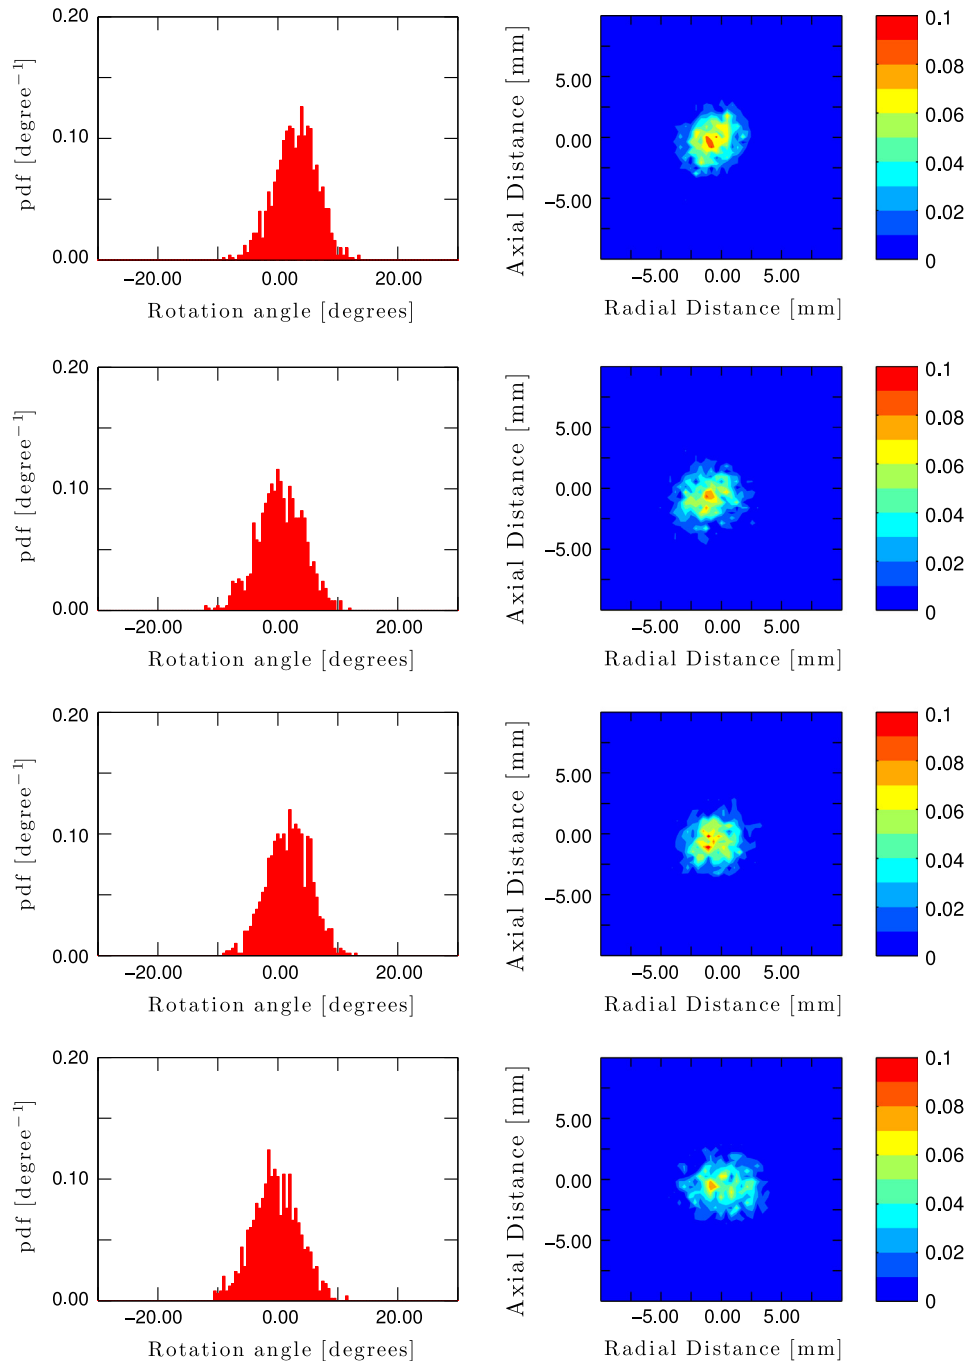 0.20
0.10
0.00
pdf [degree−1]
−20.00 0.00 20.00
Rotation angle [degrees]
5.00
0.00
−5.00
Axial Distance [mm]
−5.00 0.00 5.00
Radial Distance [mm]
0.1
0.08
0.06
0.04
0.02
0
0.20
0.10
0.00
pdf [degree−1]
−20.00 0.00 20.00
Rotation angle [degrees]
5.00
0.00
−5.00
Axial Distance [mm]
−5.00 0.00 5.00
Radial Distance [mm]
0.1
0.08
0.06
0.04
0.02
0
0.20
0.10
0.00
pdf [degree−1]
−20.00 0.00 20.00
Rotation angle [degrees]
5.00
0.00
−5.00
Axial Distance [mm]
−5.00 0.00 5.00
Radial Distance [mm]
0.1
0.08
0.06
0.04
0.02
0
0.20
0.10
0.00
pdf [degree−1]
−20.00 0.00 20.00
Rotation angle [degrees]
5.00
0.00
−5.00
Axial Distance [mm]
−5.00 0.00 5.00
Radial Distance [mm]
0.1
0.08
0.06
0.04
0.02
0